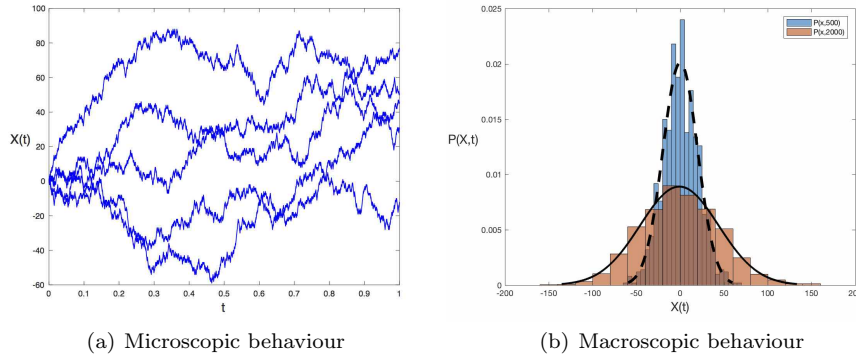 100
80
60
40
20
0
-20
-40
-60
X(t)
0 0.1 0.2 0.3 0.4 0.5 0.6 0.7 0.8 0.9 1
t
(a) Microscopic behaviour
0.025
0.02
0.015
0.01
0.005
0
P(X,t)
P(x,500)
P(x,2000)
-200 -150 -100 -50 0 50 100 150 200
X(t)
(b) Macroscopic behaviour